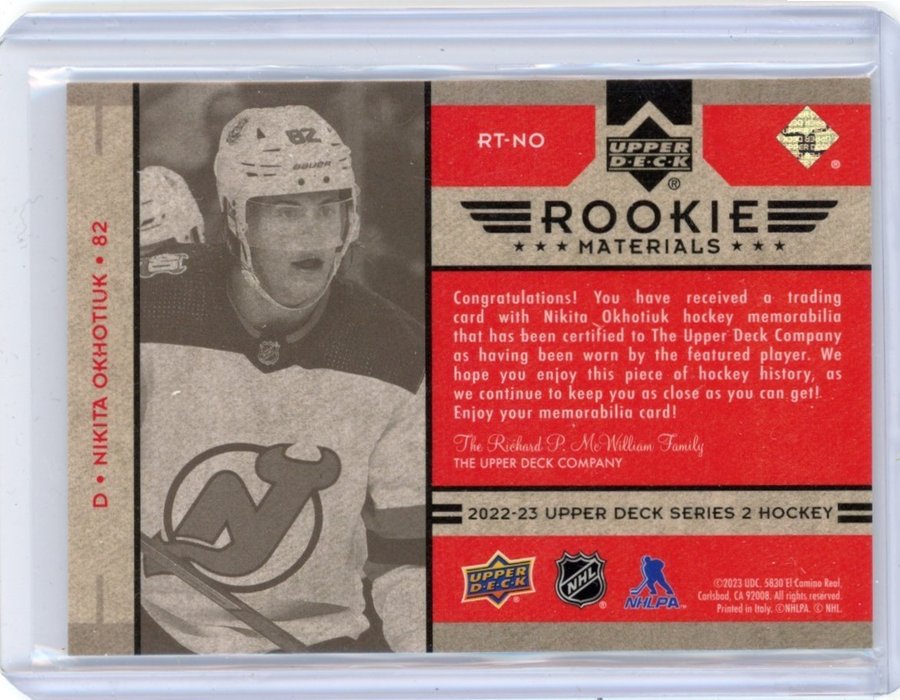 D • NIKITA OKHOTIUK • 82
82
BAUER
RT-NO
UPPER
D•E•C•K
®
®
ROOKIE
★ ★ ★ MATERIALS ★ ★ ★
Congratulations! You have received a trading
card with Nikita Okhotiuk hockey memorabilia
that has been certified to The Upper Deck Company
as having been worn by the featured player. We
hope you enjoy this piece of hockey history, as
we continue to keep you as close as you can get!
Enjoy your memorabilia card!
The Richard P. McWilliam Family
THE UPPER DECK COMPANY
2022-23 UPPER DECK SERIES 2 HOCKEY
UPPER
D•E•C•K
®
NHL
®
NHLPA
©2023 UDC. 5830 El Camino Real,
Carlsbad, CA 92008. All rights reserved.
Printed in Italy. ©NHLPA. © NHL.